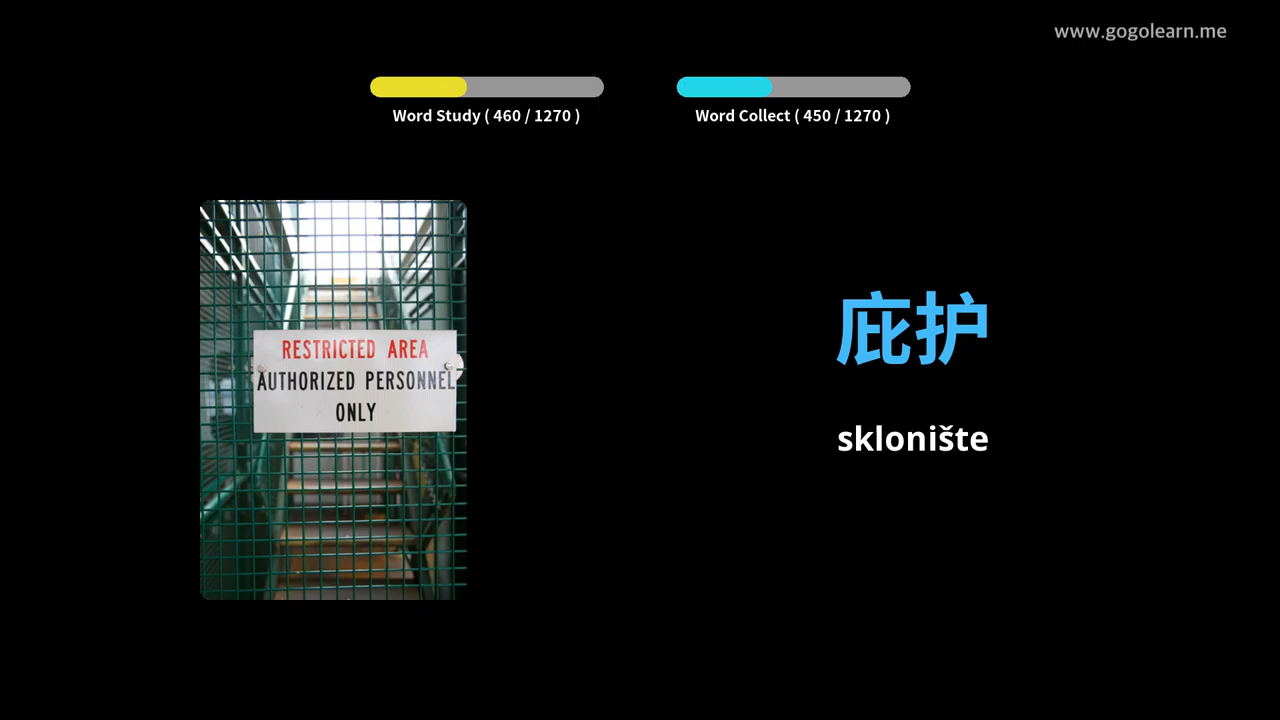 www.gogolearn.me
Word Study ( 460 / 1270 )
Word Collect ( 450 / 1270 )
RESTRICTED AREA
AUTHORIZED PERSONNEL
ONLY
庇护
sklonište